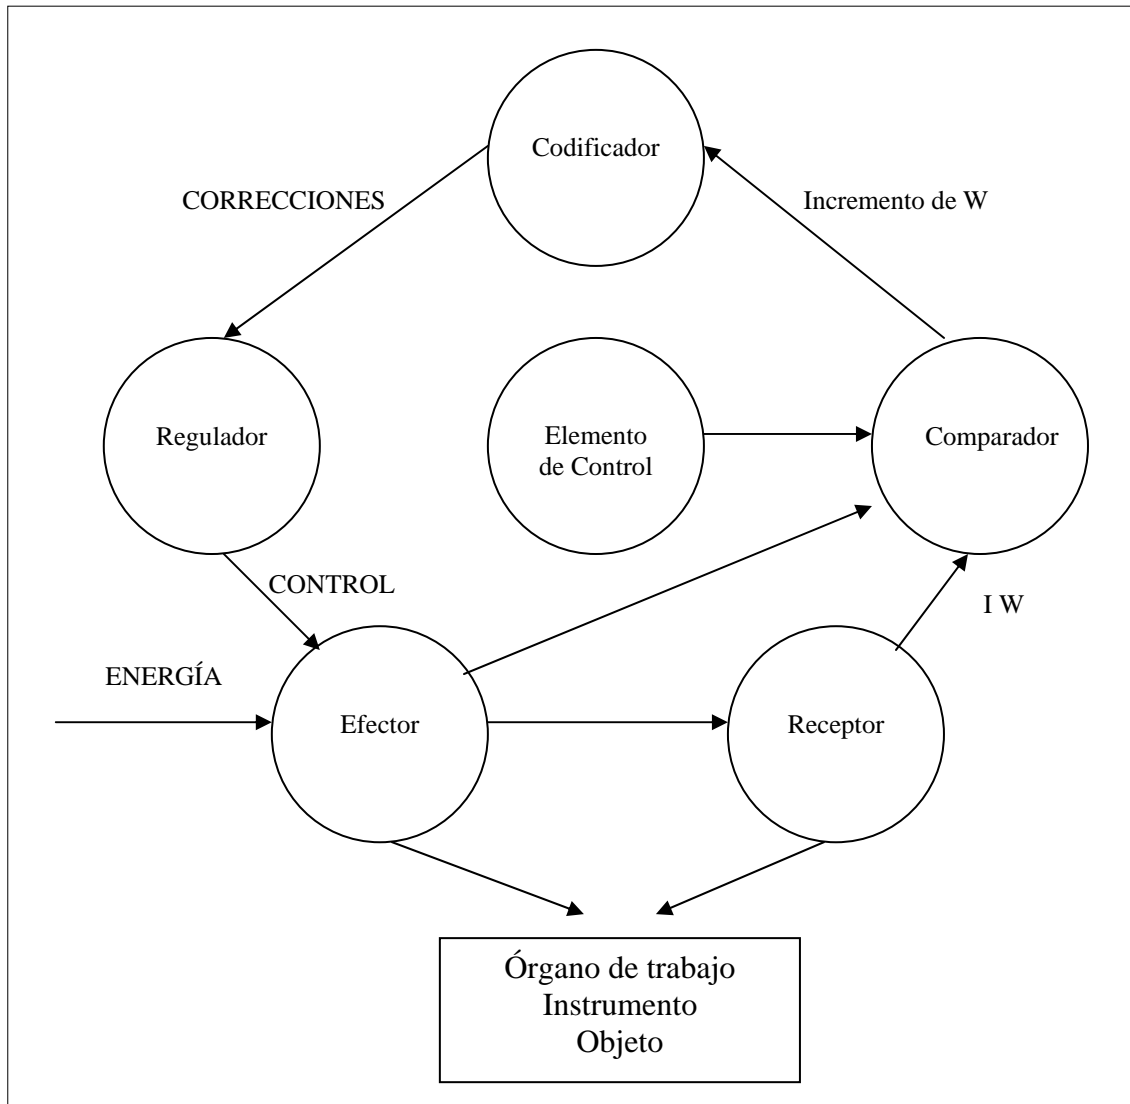 Codificador
CORRECCIONES
Incremento de W
Regulador
Elemento
de Control
Comparador
CONTROL
I W
ENERGÍA
Efector
Receptor
Órgano de trabajo
Instrumento
Objeto